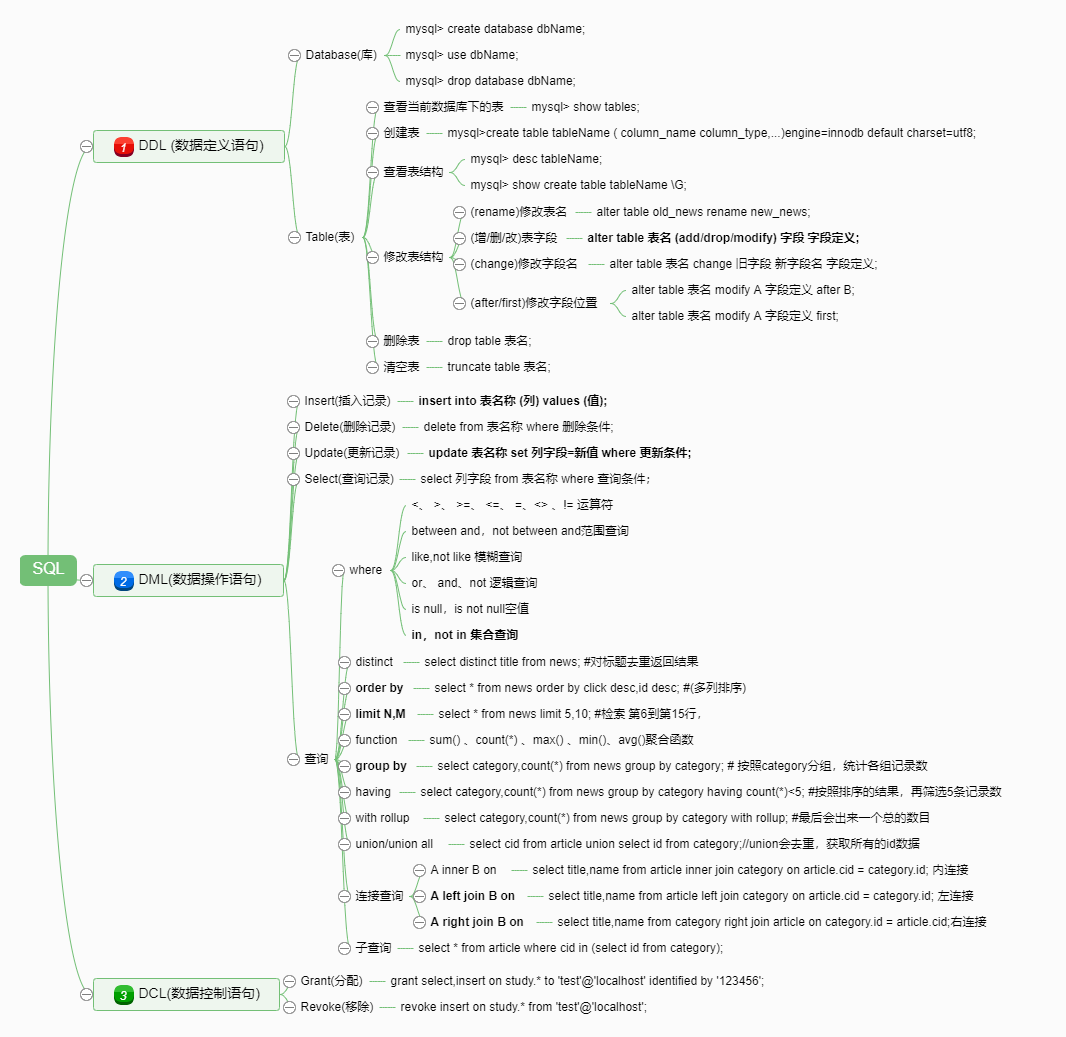 SQL
1 DDL (数据定义语句)
Database(库)
mysql> create database dbName;
mysql> use dbName;
mysql> drop database dbName;
Table(表)
查看当前数据库下的表 mysql> show tables;
创建表 mysql>create table tableName ( column_name column_type,...)engine=innodb default charset=utf8;
查看表结构
mysql> desc tableName;
mysql> show create table tableName \G;
修改表结构
(rename)修改表名 alter table old_news rename new_news;
(增/删/改)表字段 alter table 表名 (add/drop/modify) 字段 字段定义;
(change)修改字段名 alter table 表名 change 旧字段 新字段名 字段定义;
(after/first)修改字段位置
alter table 表名 modify A 字段定义 after B;
alter table 表名 modify A 字段定义 first;
删除表 drop table 表名;
清空表 truncate table 表名;
2 DML(数据操作语句)
Insert(插入记录) insert into 表名称 (列) values (值);
Delete(删除记录) delete from 表名称 where 删除条件;
Update(更新记录) update 表名称 set 列字段=新值 where 更新条件;
Select(查询记录) select 列字段 from 表名称 where 查询条件；
查询
where
<、 >、 >=、 <=、 =、<> 、!= 运算符
between and，not between and范围查询
like,not like 模糊查询
or、 and、not 逻辑查询
is null，is not null空值
in，not in 集合查询
distinct select distinct title from news; #对标题去重返回结果
order by select * from news order by click desc,id desc; #(多列排序)
limit N,M select * from news limit 5,10; #检索 第6到第15行，
function sum() 、count(*) 、max() 、min()、avg()聚合函数
group by select category,count(*) from news group by category; # 按照category分组，统计各组记录数
having select category,count(*) from news group by category having count(*)<5; #按照排序的结果，再筛选5条记录数
with rollup select category,count(*) from news group by category with rollup; #最后会出来一个总的数目
union/union all select cid from article union select id from category;//union会去重，获取所有的id数据
连接查询
A inner B on select title,name from article inner join category on article.cid = category.id; 内连接
A left join B on select title,name from article left join category on article.cid = category.id; 左连接
A right join B on select title,name from category right join article on category.id = article.cid;右连接
子查询 select * from article where cid in (select id from category);
3 DCL(数据控制语句)
Grant(分配) grant select,insert on study.* to 'test'@'localhost' identified by '123456';
Revoke(移除) revoke insert on study.* from 'test'@'localhost';